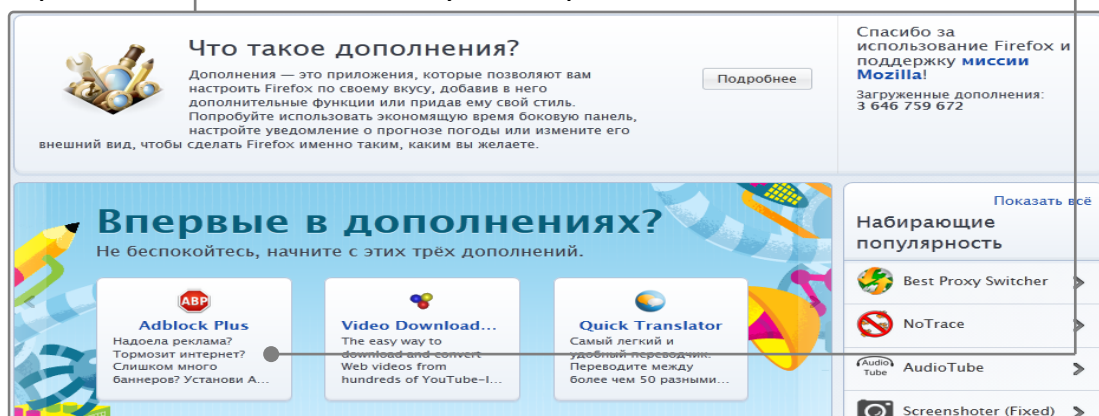 Что такое дополнения?
Дополнения — это приложения, которые позволяют вам
настроить Firefox по своему вкусу, добавив в него
дополнительные функции или придав ему свой стиль.
Попробуйте использовать экономящую время боковую панель,
настройте уведомление о прогнозе погоды или измените его
внешний вид, чтобы сделать Firefox именно таким, каким вы желаете.
Подробнее
Спасибо за
использование Firefox и
поддержку миссии
Mozilla!
Загруженные дополнения:
3 646 759 672
Впервые в дополнениях?
Не беспокойтесь, начните с этих трёх дополнений.
ABP
Adblock Plus
Надоела реклама?
Тормозит интернет?
Слишком много
баннеров? Установи А...
Video Download...
The easy way to
download and convert
Web videos from
hundreds of YouTube-l...
Quick Translator
Самый легкий и
удобный переводчик.
Переводите между
более чем 50 разными...
Показать всё
Набирающие
популярность
Best Proxy Switcher
NoTrace
Audio
Tube
AudioTube
Screenshoter (Fixed)